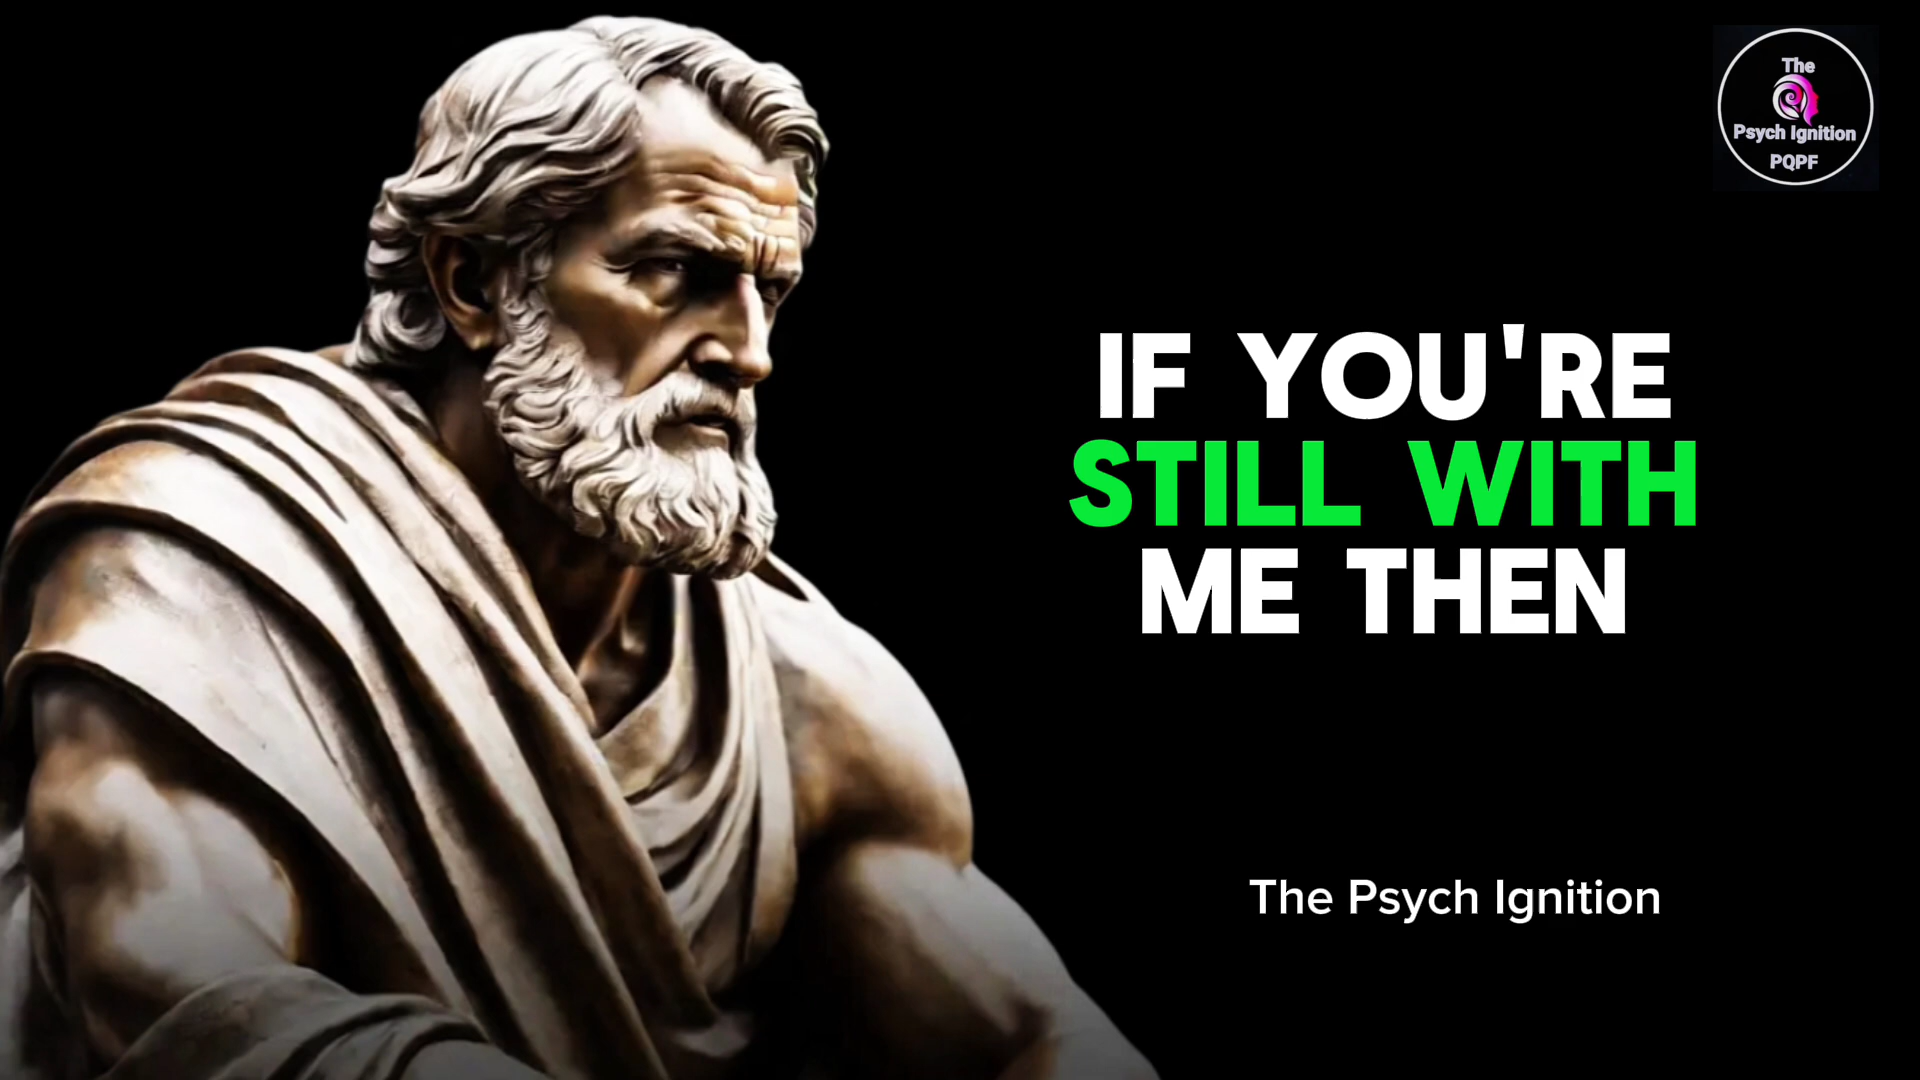 The
Psych Ignition
PQPF
IF YOU'RE
STILL WITH
ME THEN
The Psych Ignition